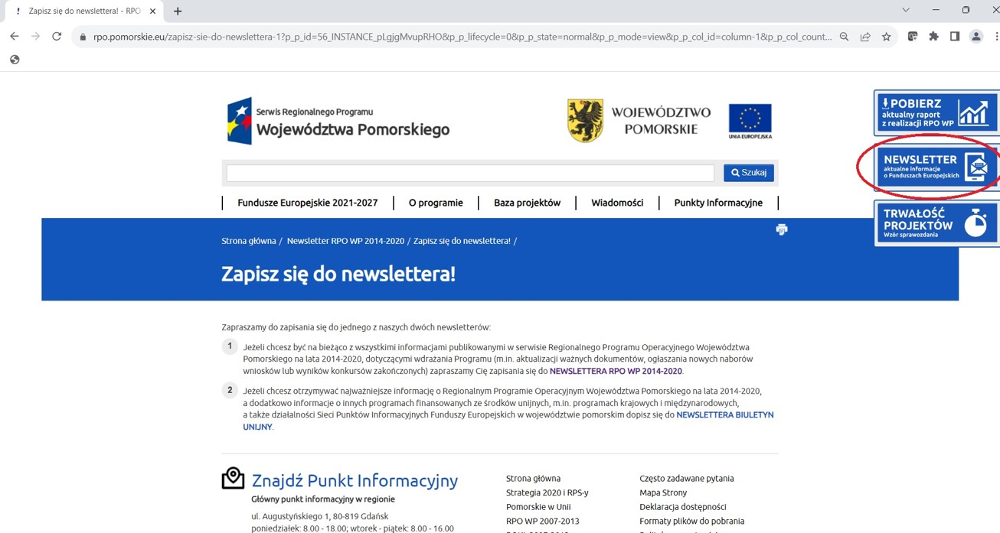 Zapisz się do newslettera! - RPO
rpo.pomorskie.eu/zapisz-sie-do-newslettera-1?p_p_id=56_INSTANCE_pLgjgMvupRHO&p_p_lifecycle=0&p_p_state=normal&p_p_mode=view&p_p_col_id=column-1&p_p_col_count...
Serwis Regionalnego Programu
Województwa Pomorskiego
WOJEWÓDZTWO
POMORSKIE
UNIA EUROPEJSKA
POBIERZ
aktualny raport
z realizacji RPO WP
NEWSLETTER
aktualne informacje
o Funduszach Europejskich
TRWAŁOŚĆ
PROJEKTÓW
Wzór sprawozdania
Szukaj
Fundusze Europejskie 2021-2027
O programie
Baza projektów
Wiadomości
Punkty Informacyjne
Strona główna / Newsletter RPO WP 2014-2020 / Zapisz się do newslettera! /
Zapisz się do newslettera!
Zapraszamy do zapisania się do jednego z naszych dwóch newsletterów:
1 Jeżeli chcesz być na bieżąco z wszystkimi informacjami publikowanymi w serwisie Regionalnego Programu Operacyjnego Województwa
Pomorskiego na lata 2014-2020, dotyczącymi wdrażania Programu (m.in. aktualizacji ważnych dokumentów, ogłaszania nowych naborów
wniosków lub wyników konkursów zakończonych) zapraszamy Cię zapisania się do NEWSLETTERA RPO WP 2014-2020.
2 Jeżeli chcesz otrzymywać najważniejsze informację o Regionalnym Programie Operacyjnym Województwa Pomorskiego na lata 2014-2020,
a dodatkowo informacje o innych programach finansowanych ze środków unijnych, m.in. programach krajowych i międzynarodowych,
a także działalności Sieci Punktów Informacyjnych Funduszy Europejskich w województwie pomorskim dopisz się do NEWSLETTERA BIULETYN
UNIJNY.
Znajdź Punkt Informacyjny
Główny punkt informacyjny w regionie
ul. Augustyńskiego 1, 80-819 Gdańsk
poniedziałek: 8.00 - 18.00; wtorek - piątek: 8.00 - 16.00
Strona główna
Strategia 2020 i RPS-y
Pomorskie w Unii
RPO WP 2007-2013
Często zadawane pytania
Mapa Strony
Deklaracja dostępności
Formaty plików do pobrania